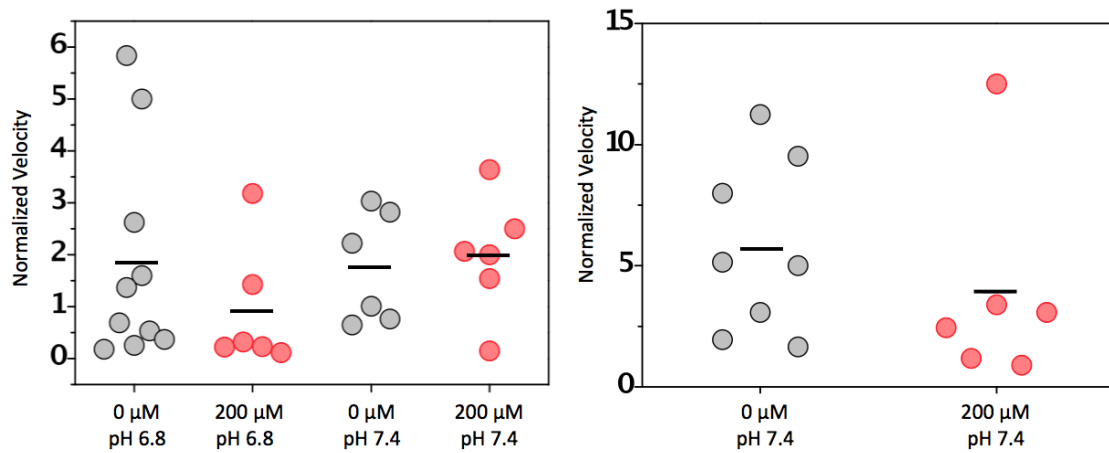 Normalized Velocity
6
5
4
3
2
1
0
0 µM
pH 6.8
200 µM
pH 6.8
0 µM
pH 7.4
200 µM
pH 7.4
Normalized Velocity
15
10
5
0
0 µM
pH 7.4
200 µM
pH 7.4